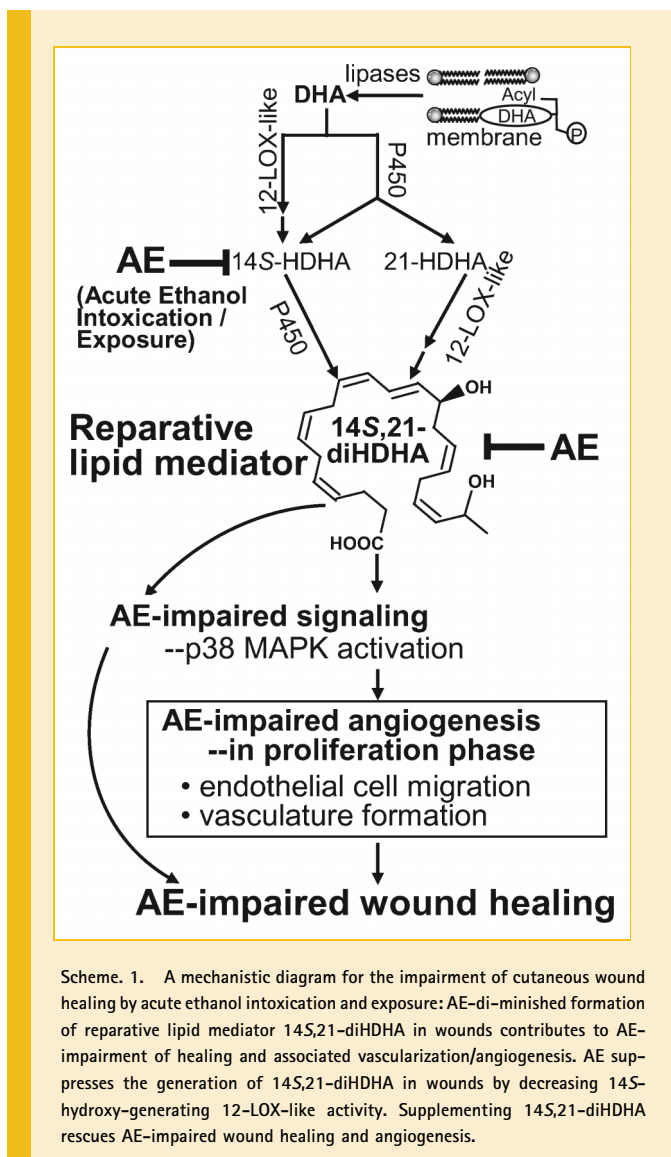 lipases
DHA
Acyl
DHA
P
membrane
12-LOX-like
P450
AE
14S-HDHA
21-HDHA
(Acute Ethanol
Intoxication /
Exposure)
P450
12-LOX-like
OH
Reparative
lipid mediator
14S,21-
diHDHA
AE
OH
HOOC
AE-impaired signaling
--p38 MAPK activation
AE-impaired angiogenesis
--in proliferation phase
• endothelial cell migration
• vasculature formation
AE-impaired wound healing
Scheme. 1. A mechanistic diagram for the impairment of cutaneous wound
healing by acute ethanol intoxication and exposure: AE-di-minished formation
of reparative lipid mediator 14S,21-diHDHA in wounds contributes to AE-
impairment of healing and associated vascularization/angiogenesis. AE sup-
presses the generation of 14S,21-diHDHA in wounds by decreasing 14S-
hydroxy-generating 12-LOX-like activity. Supplementing 14S,21-diHDHA
rescues AE-impaired wound healing and angiogenesis.